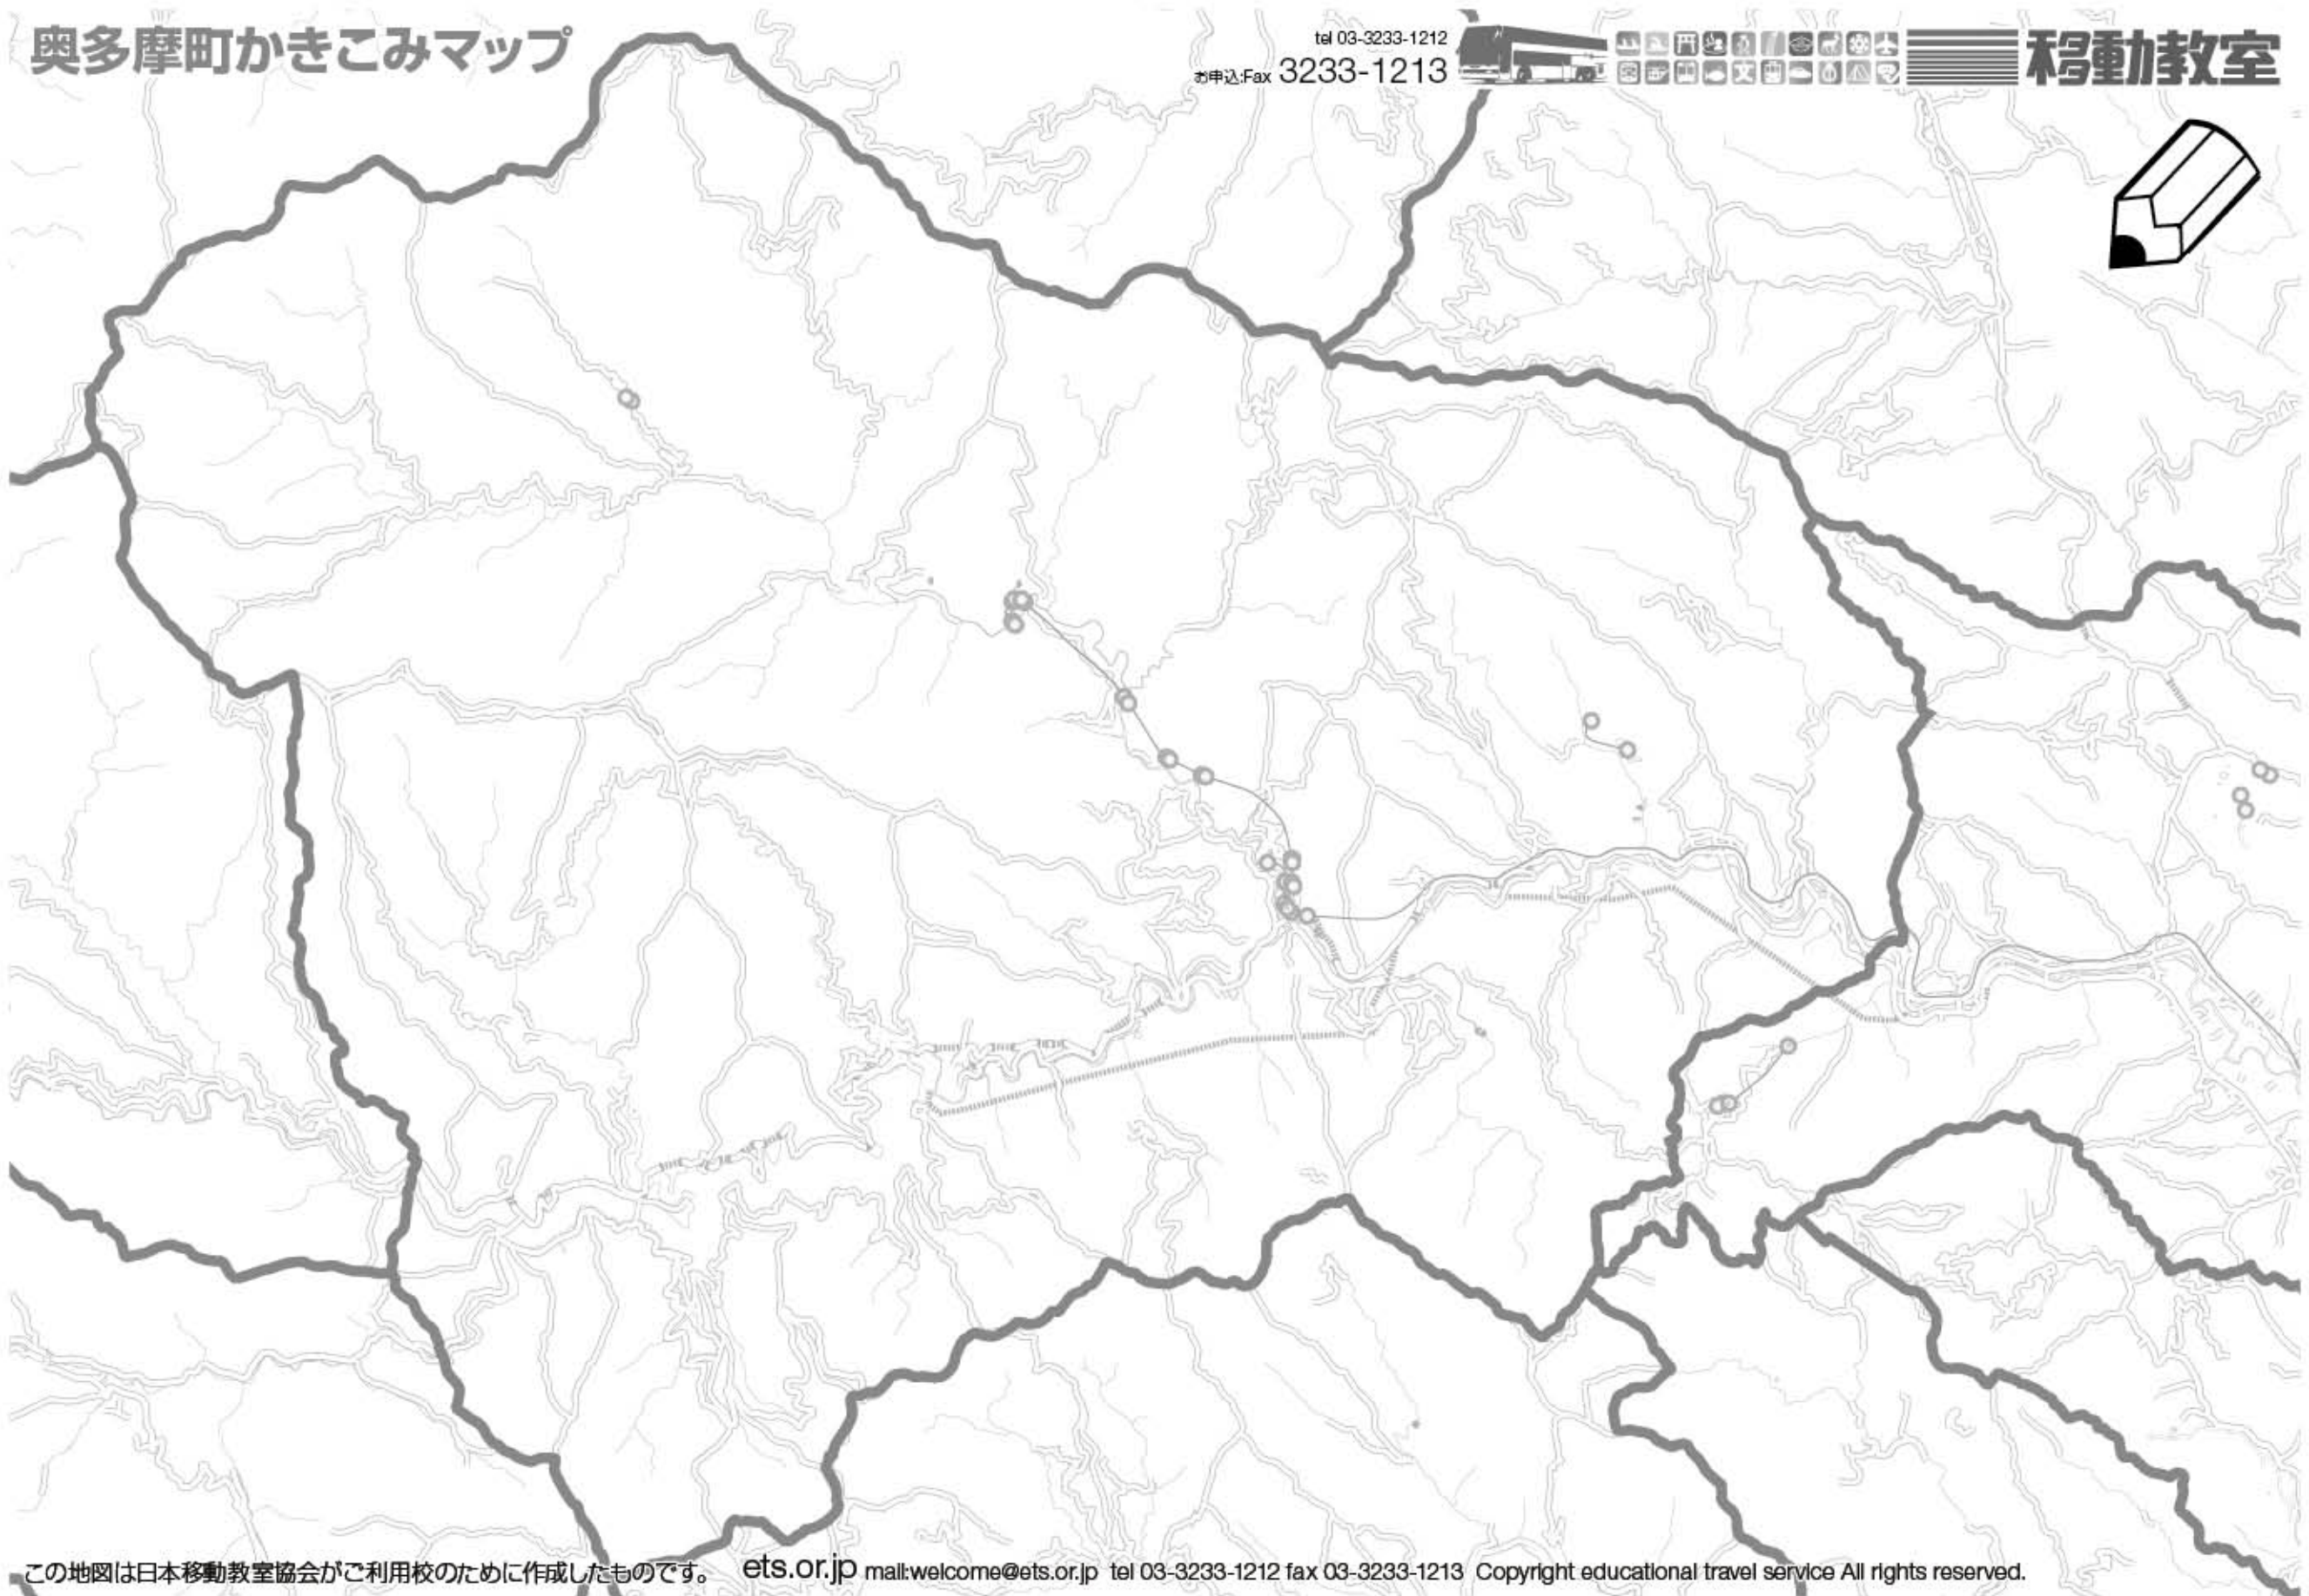 奥多摩町かきこみマップ
tel 03-3233-1212
お申込:Fax 3233-1213
移動教室
この地図は日本移動教室協会がご利用校のために作成したものです。 ets.or.jp mail:welcome@ets.or.jp tel 03-3233-1212 fax 03-3233-1213 Copyright educational travel service All rights reserved.